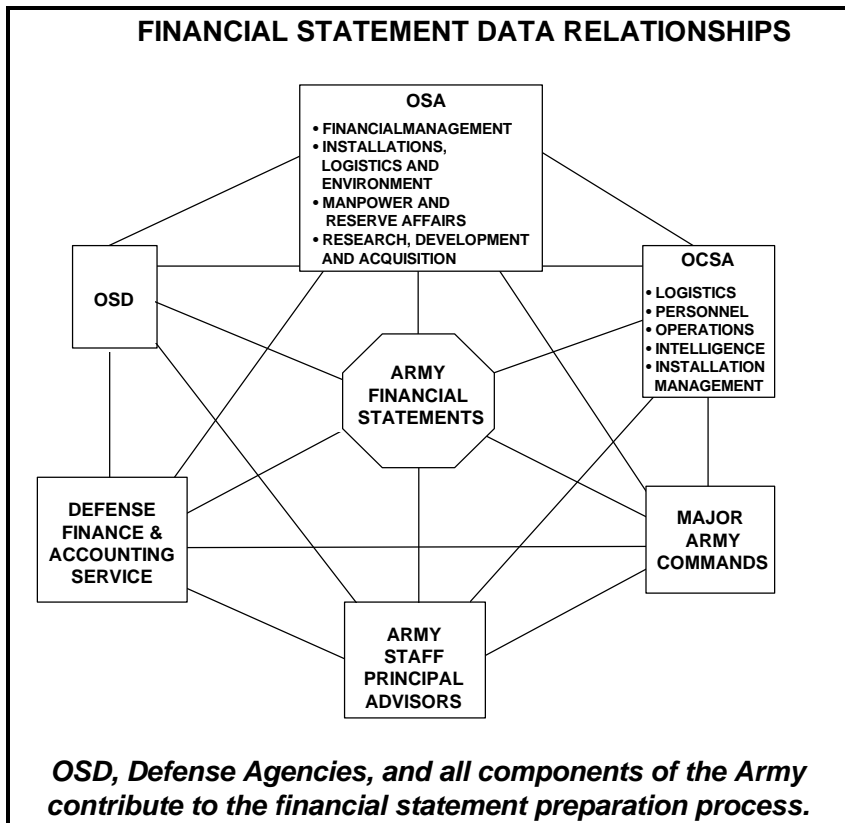 FINANCIAL STATEMENT DATA RELATIONSHIPS
OSA
• FINANCIALMANAGEMENT
• INSTALLATIONS,
LOGISTICS AND
ENVIRONMENT
• MANPOWER AND
RESERVE AFFAIRS
• RESEARCH, DEVELOPMENT
AND ACQUISITION
OSD
OCSA
• LOGISTICS
• PERSONNEL
• OPERATIONS
• INTELLIGENCE
• INSTALLATION
MANAGEMENT
ARMY
FINANCIAL
STATEMENTS
DEFENSE
FINANCE &
ACCOUNTING
SERVICE
MAJOR
ARMY
COMMANDS
ARMY
STAFF
PRINCIPAL
ADVISORS
OSD, Defense Agencies, and all components of the Army
contribute to the financial statement preparation process.